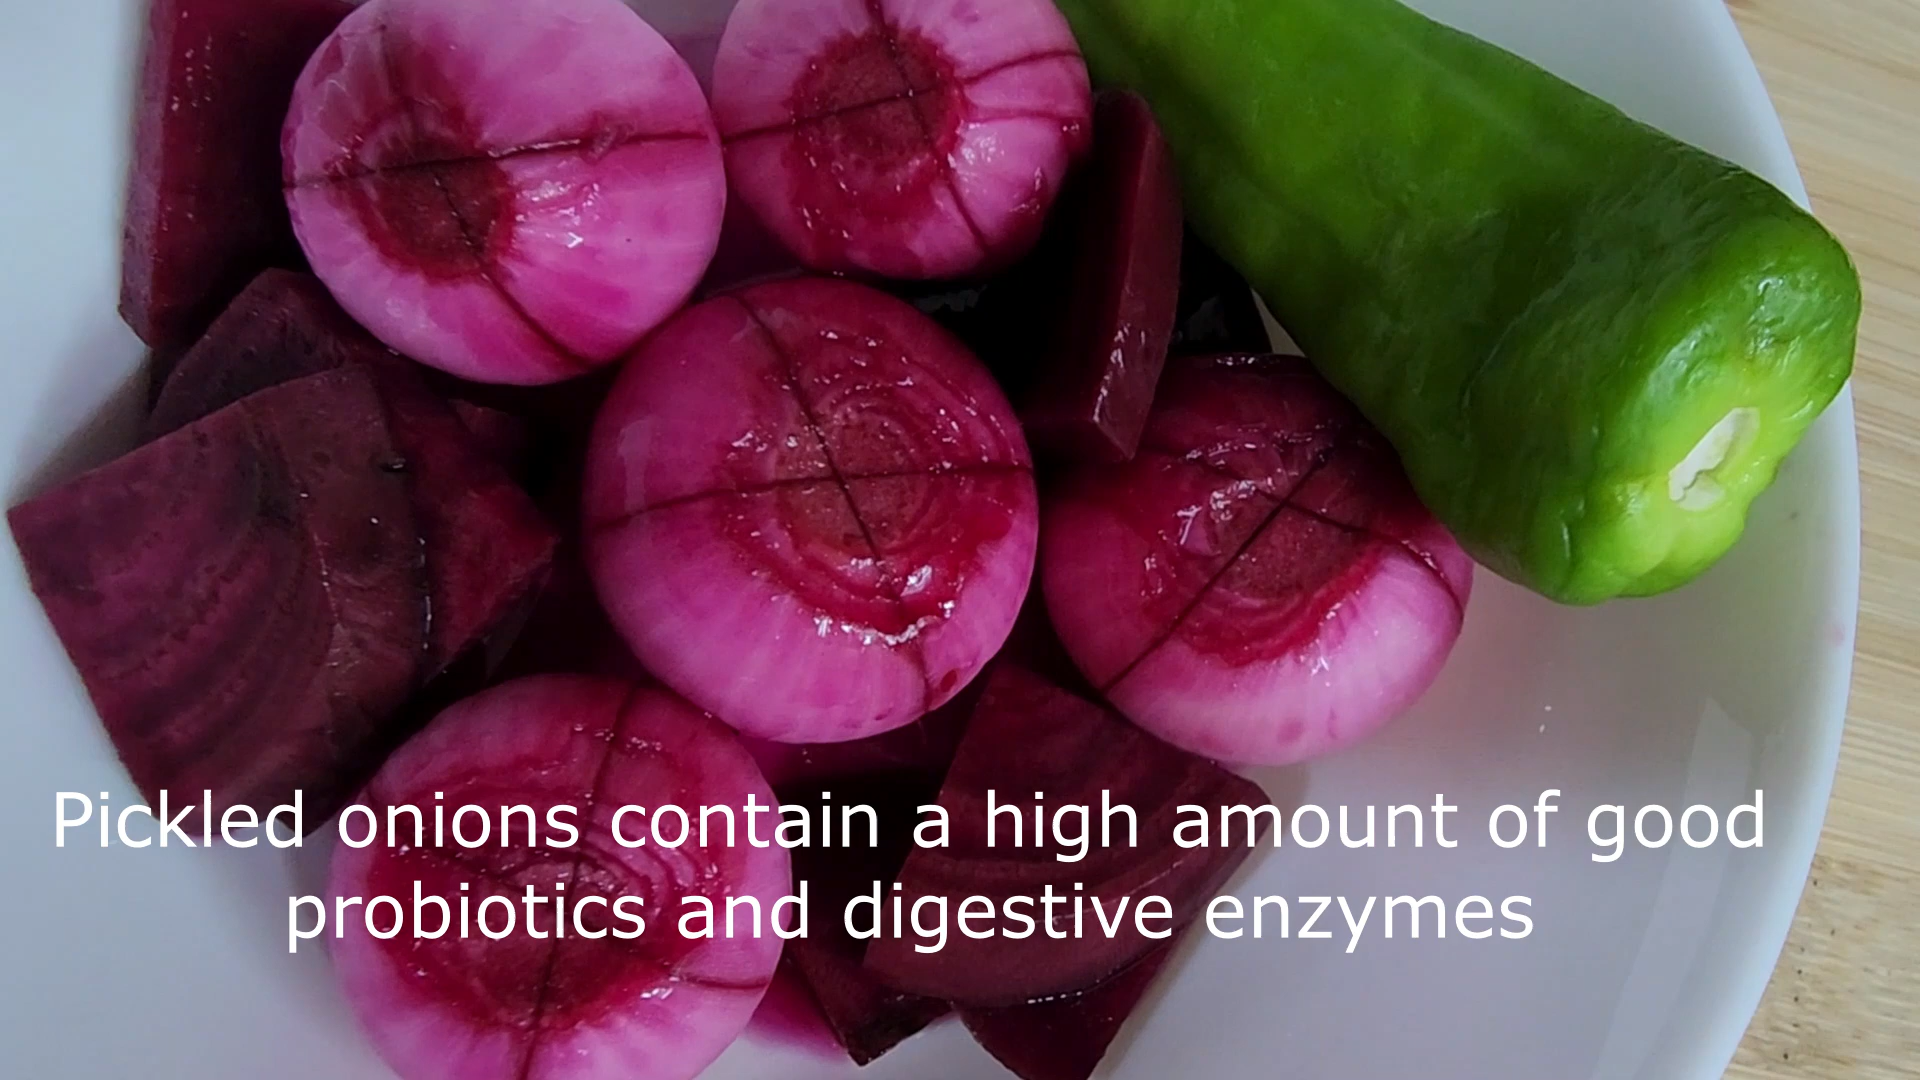 Pickled onions contain a high amount of good
probiotics and digestive enzymes